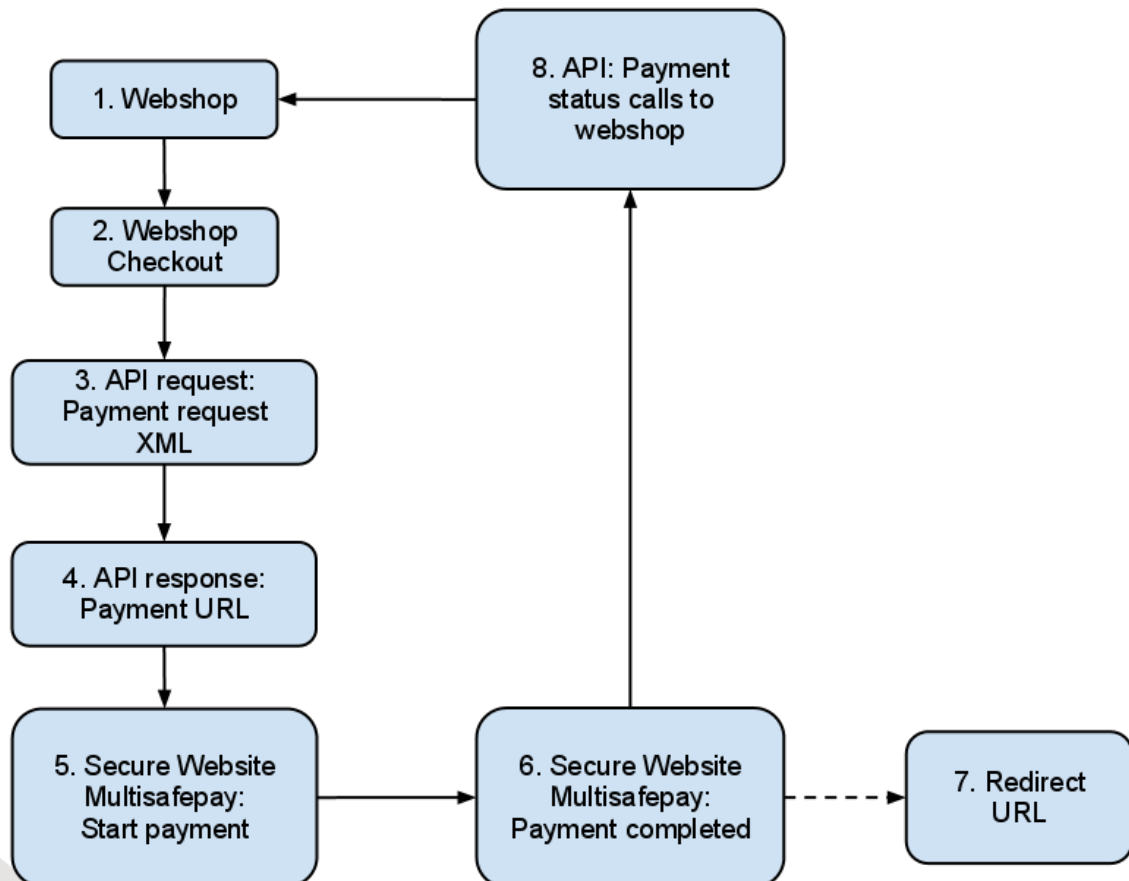 1. Webshop
2. Webshop
Checkout
3. API request:
Payment request
XML
4. API response:
Payment URL
5. Secure Website
Multisafepay:
Start payment
6. Secure Website
Multisafepay:
Payment completed
7. Redirect
URL
8. API: Payment
status calls to
webshop